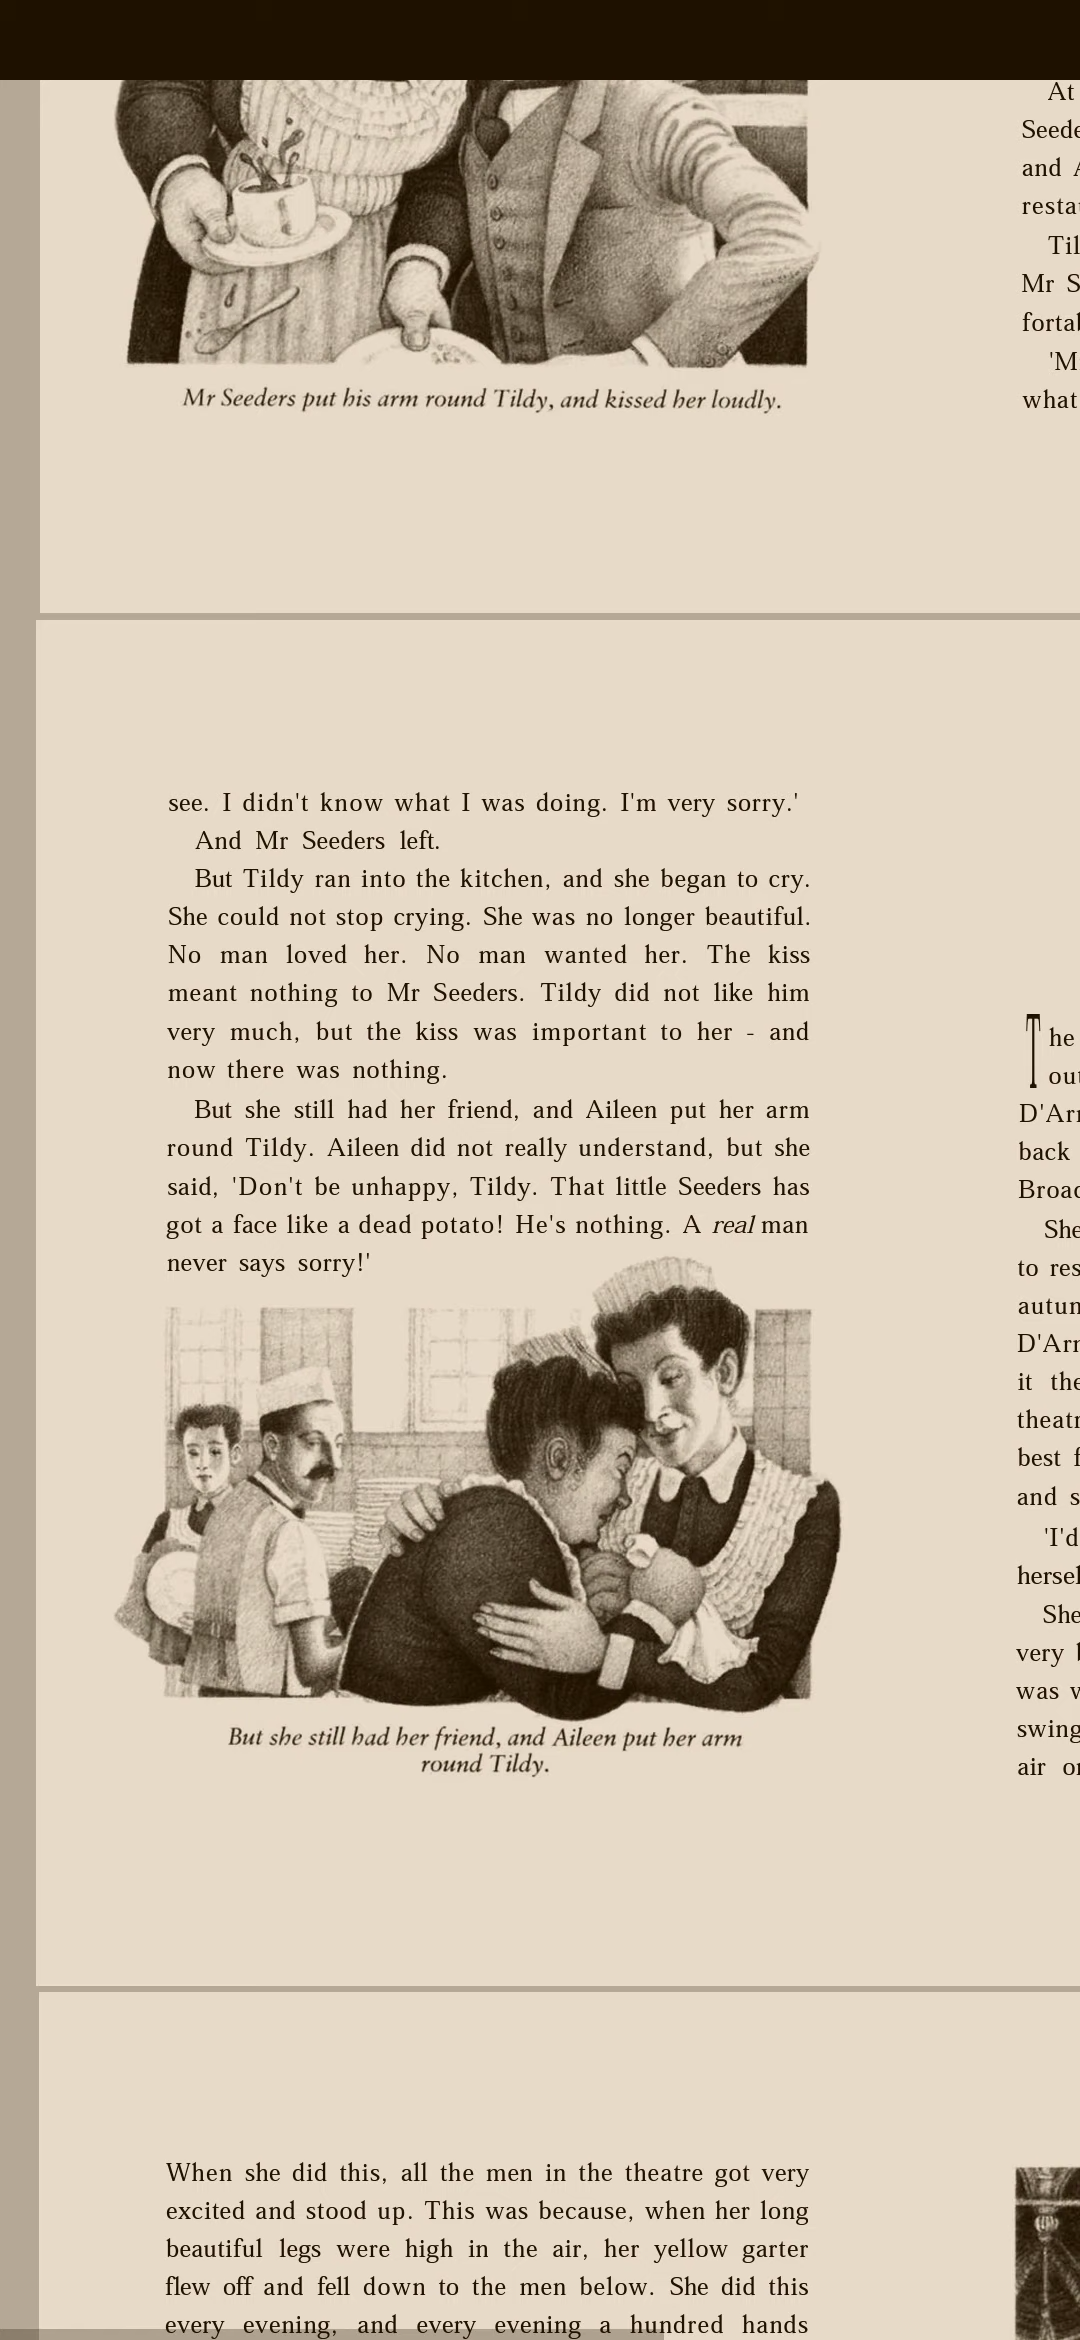 Mr Seeders put his arm round Tildy, and kissed her loudly.
At
and
Mr
'M
what
see. I didn't know what I was doing. I'm very sorry.'
And Mr Seeders left.
But Tildy ran into the kitchen, and she began to cry.
She could not stop crying. She was no longer beautiful.
No man loved her. No man wanted her. The kiss
meant nothing to Mr Seeders. Tildy did not like him
very much, but the kiss was important to her - and
now there was nothing.
But she still had her friend, and Aileen put her arm
round Tildy. Aileen did not really understand, but she
said, 'Don't be unhappy, Tildy. That little Seeders has
got a face like a dead potato! He's nothing. A real man
never says sorry!'
But she still had her friend, and Aileen put her arm
round Tildy.
The
back
She
to res
it the
best f
and s
'I'd
She
very b
was v
swing
air
When she did this, all the men in the theatre got very
excited and stood up. This was because, when her long
beautiful legs were high in the air, her yellow garter
flew off and fell down to the men below. She did this
every evening, and every evening a hundred hands